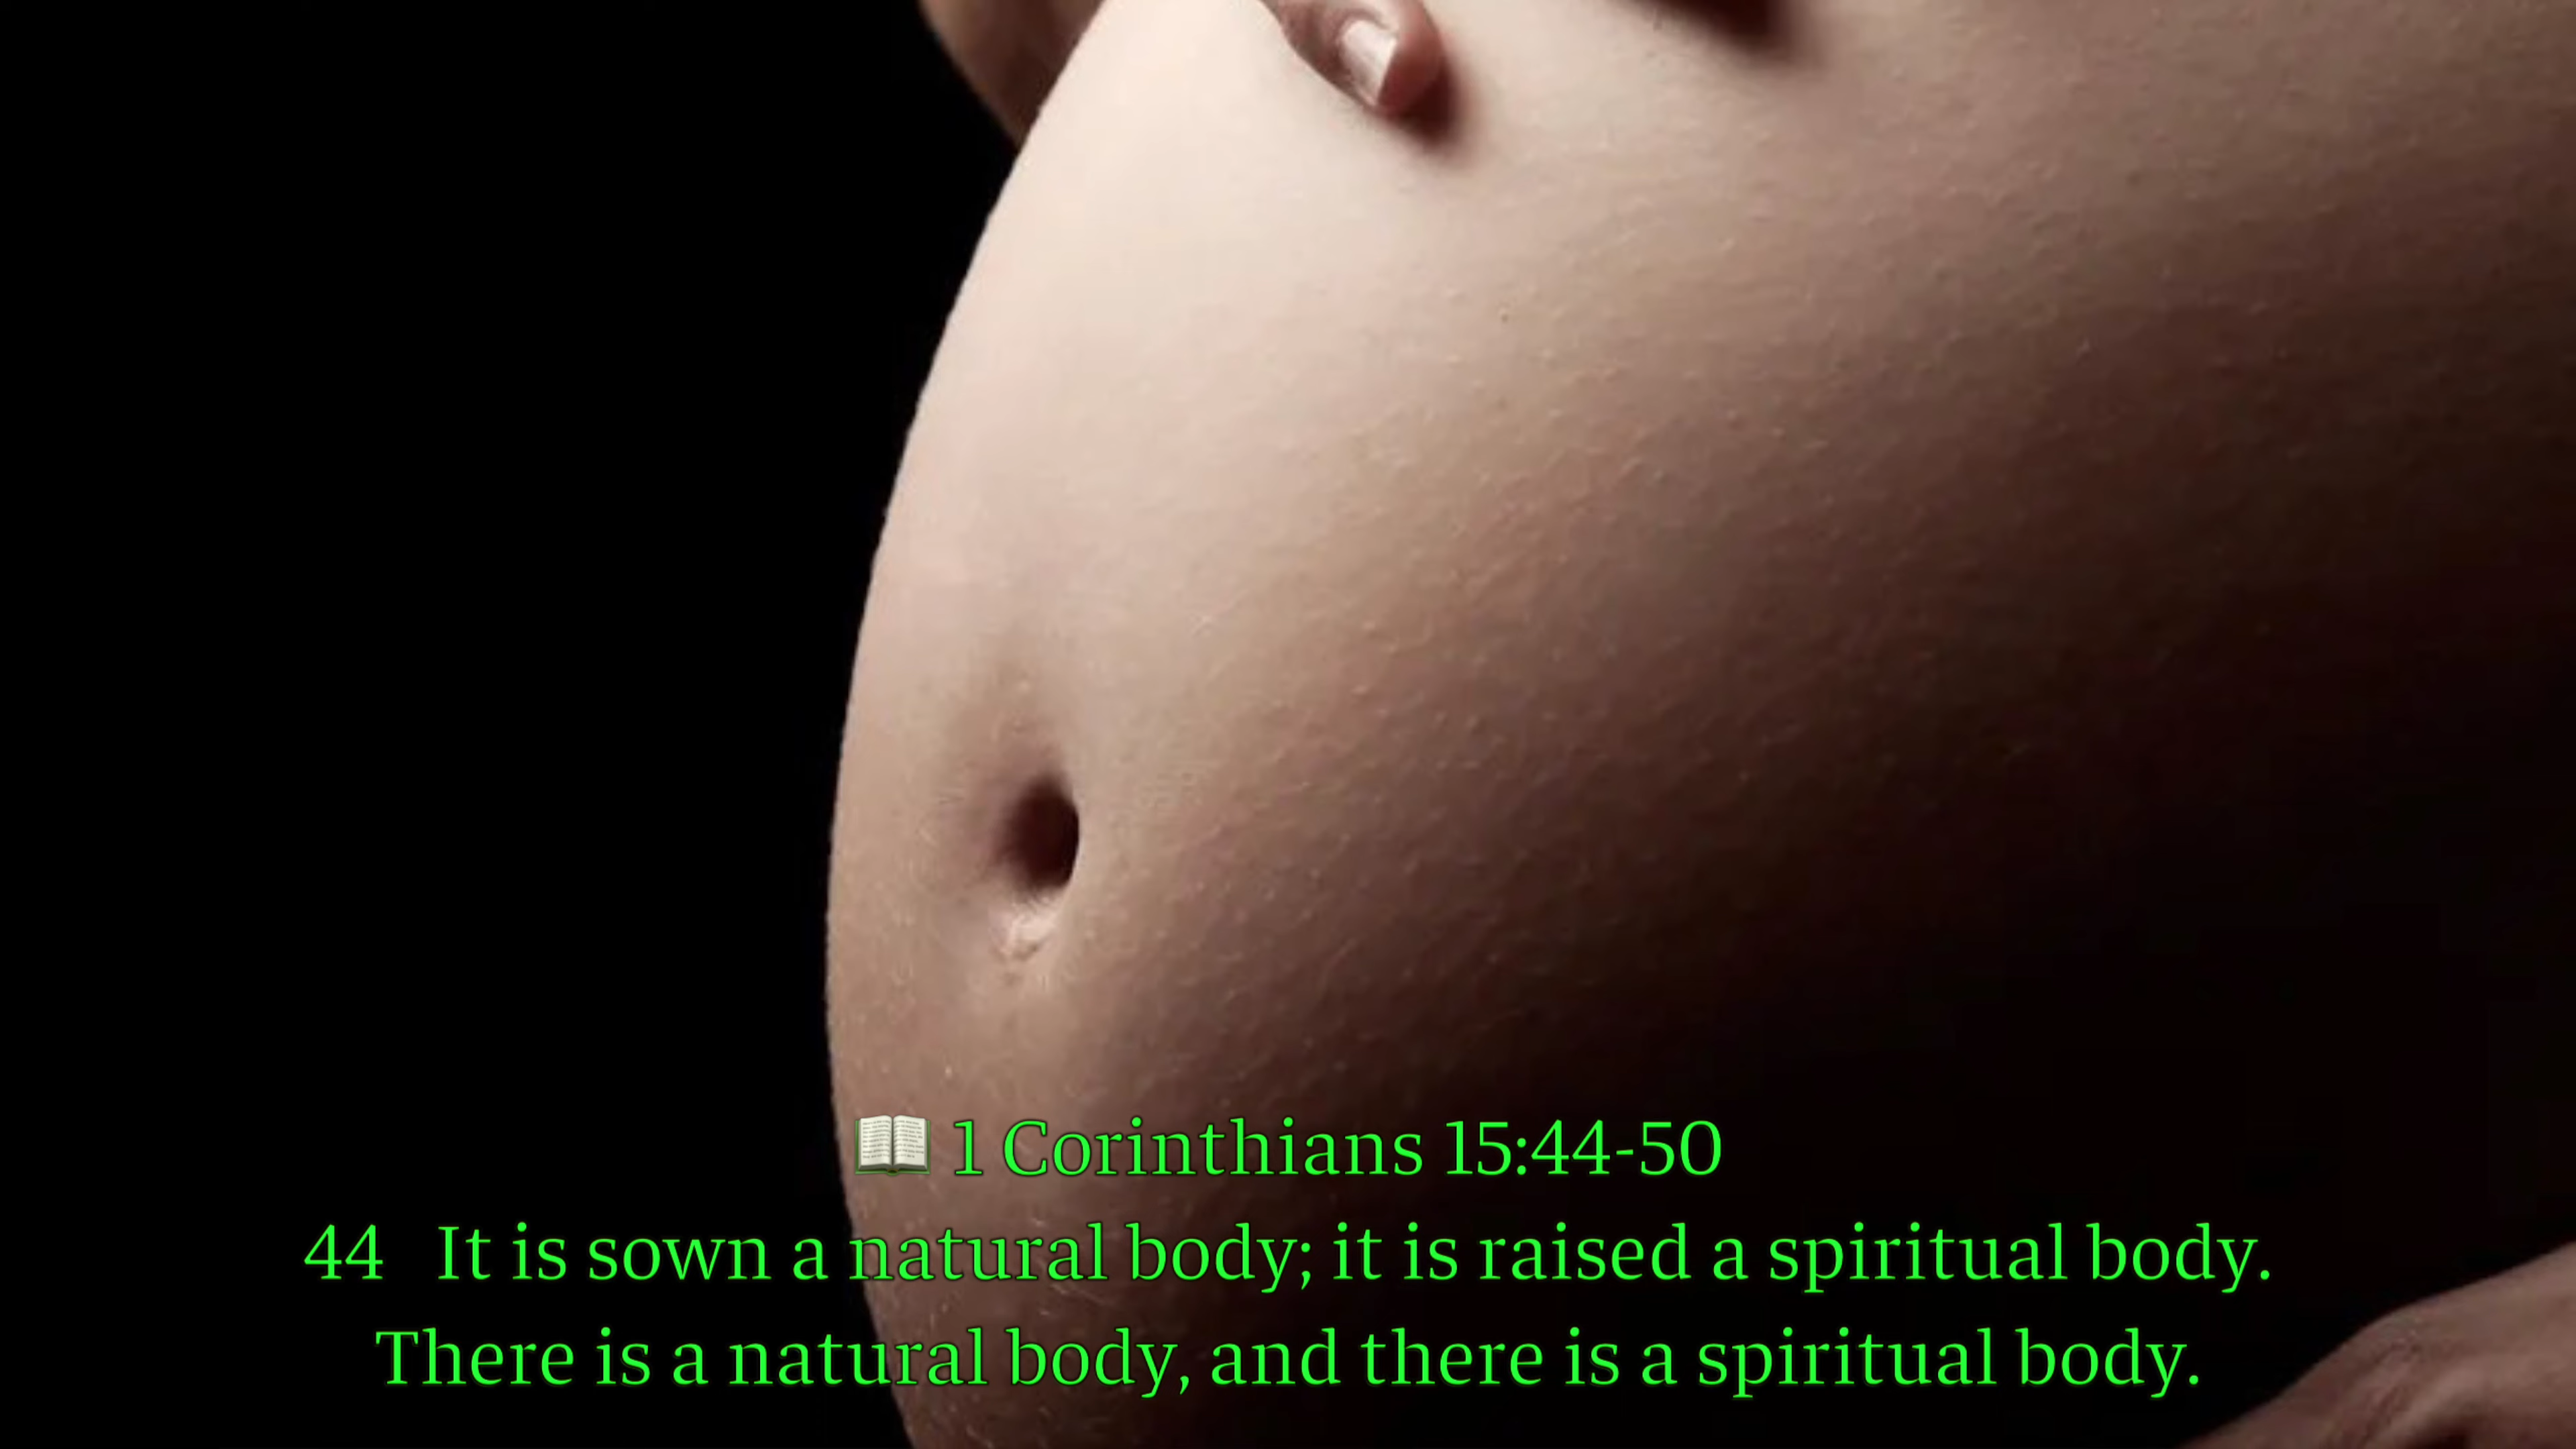 📖 1 Corinthians 15:44-50
44 It is sown a natural body; it is raised a spiritual body.
There is a natural body, and there is a spiritual body.